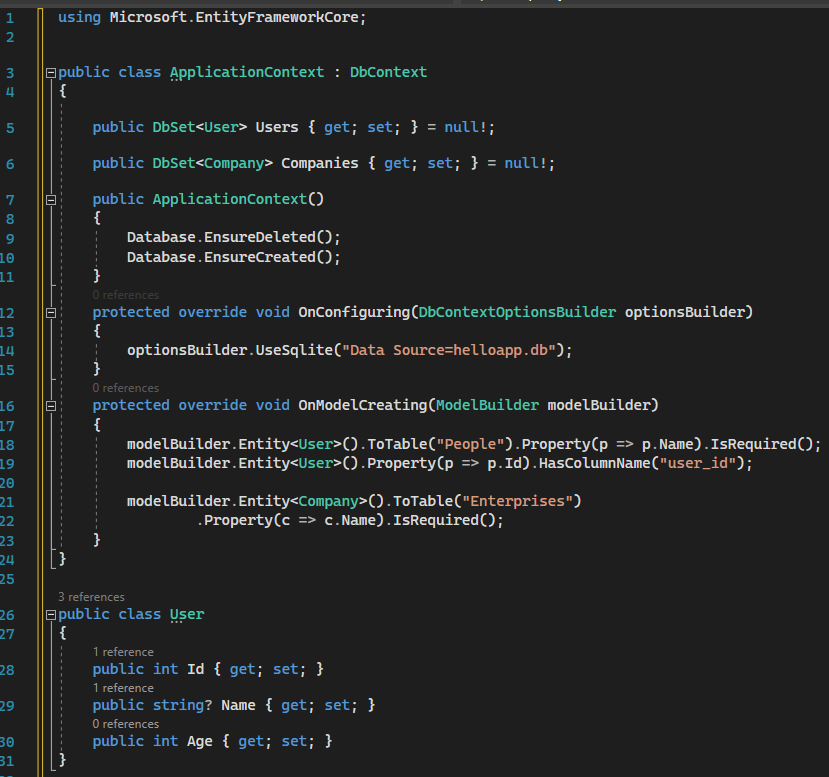 1 using Microsoft.EntityFrameworkCore;
2
3 public class ApplicationContext : DbContext
4 {
5 public DbSet<User> Users { get; set; } = null!;
6 public DbSet<Company> Companies { get; set; } = null!;
7 public ApplicationContext()
8 {
9 Database.EnsureDeleted();
10 Database.EnsureCreated();
11 }
0 references
12 protected override void OnConfiguring(DbContextOptionsBuilder optionsBuilder)
13 {
14 optionsBuilder.UseSqlite("Data Source=helloapp.db");
15 }
0 references
16 protected override void OnModelCreating(ModelBuilder modelBuilder)
17 {
18 modelBuilder.Entity<User>().ToTable("People").Property(p => p.Name).IsRequired();
19 modelBuilder.Entity<User>().Property(p => p.Id).HasColumnName("user_id");
20
21 modelBuilder.Entity<Company>().ToTable("Enterprises")
22 .Property(c => c.Name).IsRequired();
23 }
24 }
25
3 references
26 public class User
27 {
1 reference
28 public int Id { get; set; }
1 reference
29 public string? Name { get; set; }
0 references
30 public int Age { get; set; }
31 }